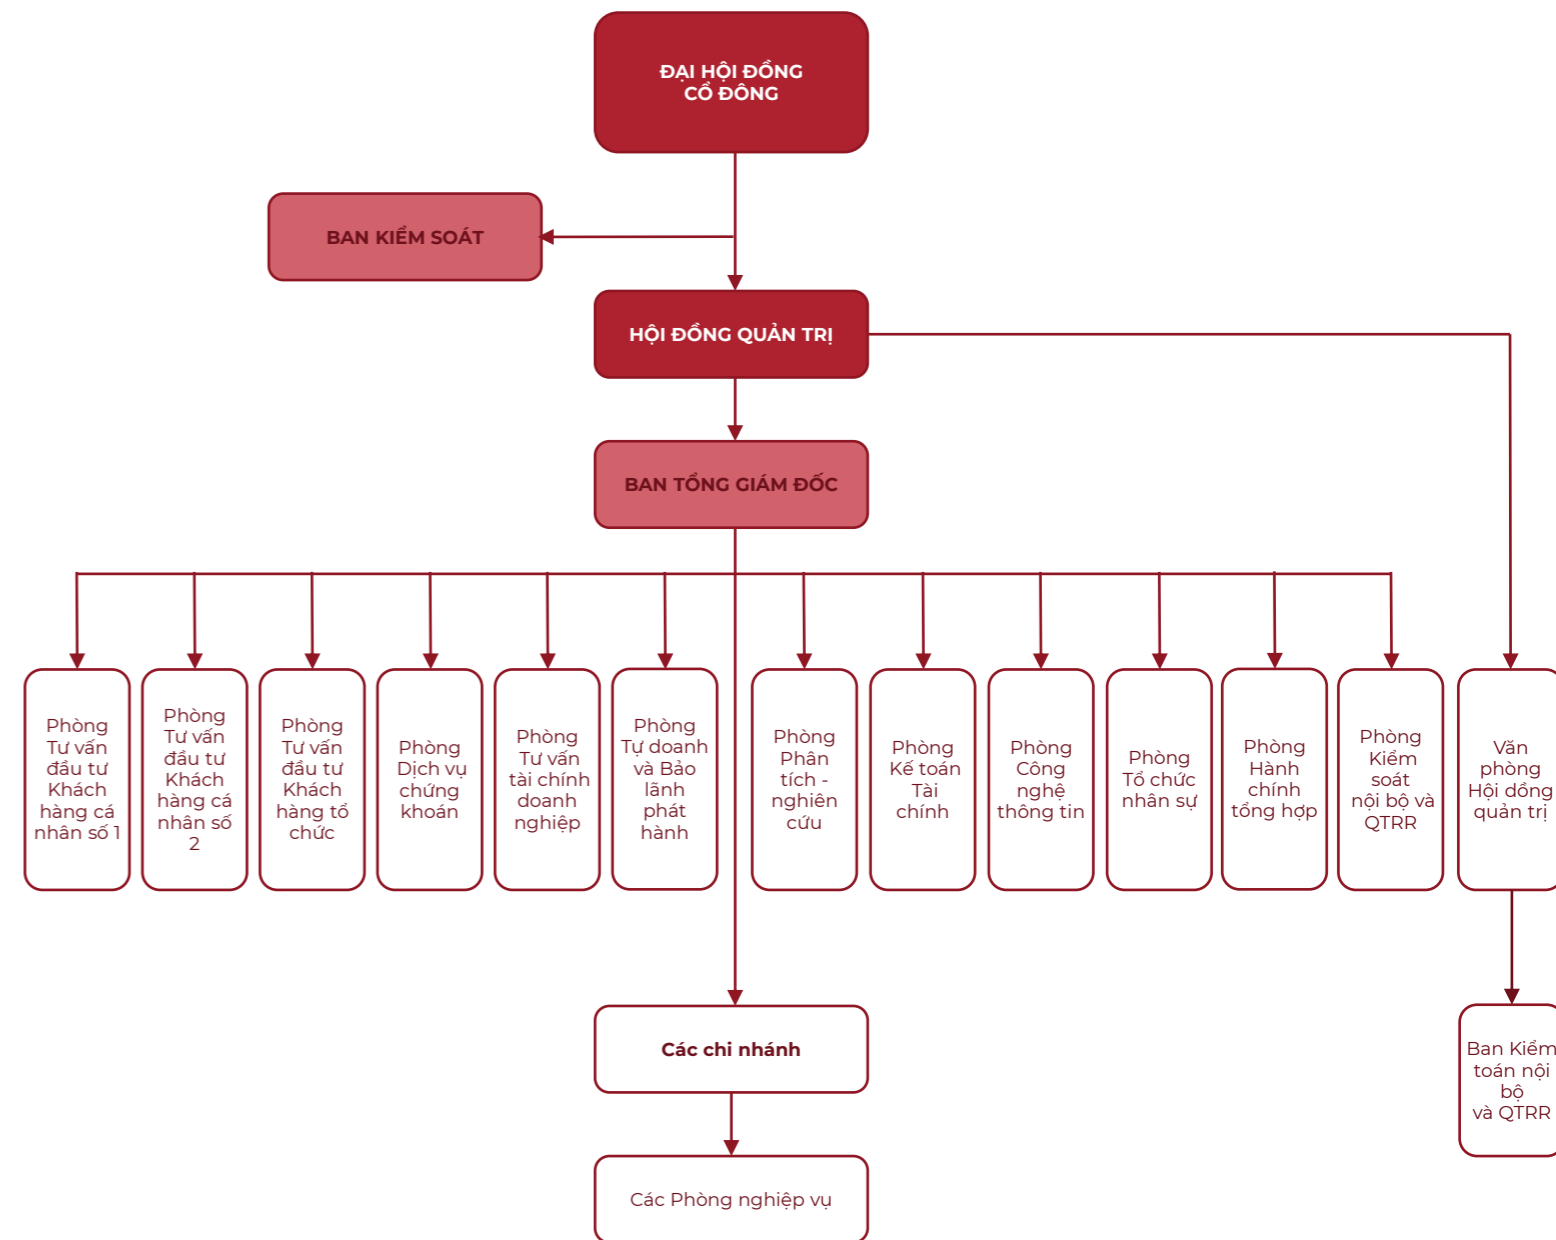 ĐẠI HỘI ĐỒNG
CỔ ĐÔNG
BAN KIỂM SOÁT
HỘI ĐỒNG QUẢN TRỊ
BAN TỔNG GIÁM ĐỐC
Phòng
Tư vấn
đầu tư
Khách
hàng cá
nhân số 1
Phòng
Tư vấn
đầu tư
Khách
hàng cá
nhân số
2
Phòng
Tư vấn
đầu tư
Khách
hàng tổ
chức
Phòng
Dịch vụ
chứng
khoán
Phòng
Tư vấn
tài chính
doanh
nghiệp
Phòng
Tự doanh
và Bảo
lãnh
phát
hành
Phòng
Phân
tích -
nghiên
cứu
Phòng
Kế toán
Tài
chính
Phòng
Công
nghệ
thông tin
Phòng
Tổ chức
nhân sự
Phòng
Hành
chính
tổng hợp
Phòng
Kiểm
soát
nội bộ và
QTRR
Văn
phòng
Hội dồng
quản trị
Các chi nhánh
Ban Kiểm
toán nội
bộ
và QTRR
Các Phòng nghiệp vụ